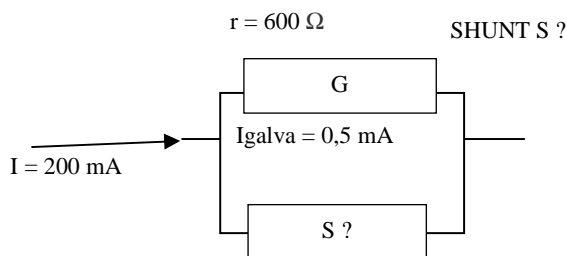 r = 600 Ω
SHUNT S ?
G
Igalva = 0,5 mA
I = 200 mA
S ?